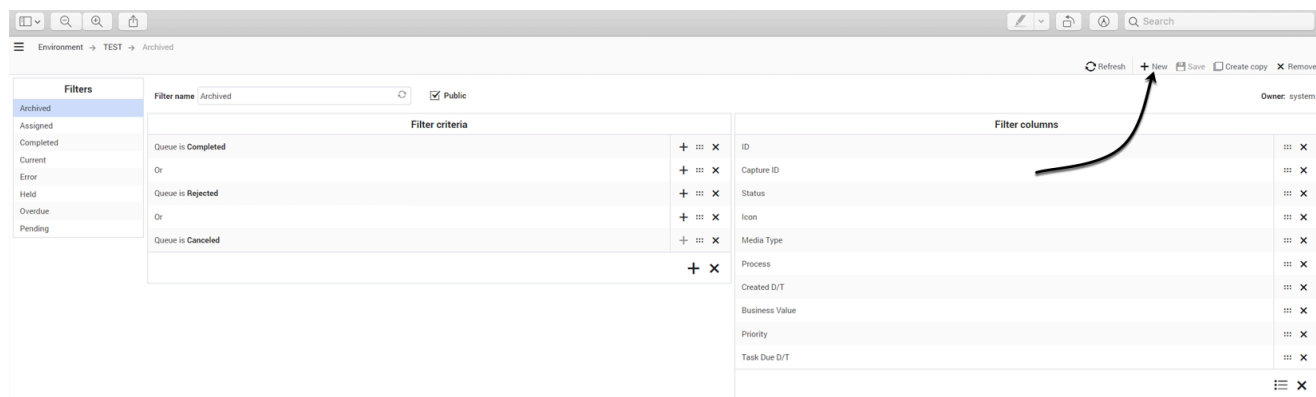 Search
Environment → TEST → Archived
Refresh + New Save Create copy × Remove
Filters
Archived
Assigned
Completed
Current
Error
Held
Overdue
Pending
Filter name Archived Public Owner: system
Filter criteria
Queue is Completed
Or
Queue is Rejected
Or
Queue is Canceled
Filter columns
ID
Capture ID
Status
Icon
Media Type
Process
Created D/T
Business Value
Priority
Task Due D/T